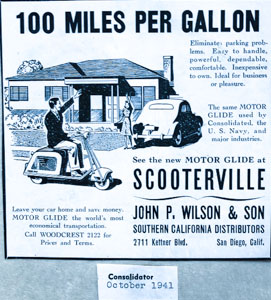 100 MILES PER GALLON
Eliminates parking prob-
lems. Easy to handle,
powerful, dependable,
comfortable. Inexpensive
to own. Ideal for business
or pleasure.
The same MOTOR
GLIDE used by
Consolidated, the
U. S. Navy, and
major industries.
See the new MOTOR GLIDE at
SCOOTERVILLE
Leave your car home and save money.
MOTOR GLIDE the world's most
economical transportation.
Call WOODCREST 2122 for
Prices and Terms.
JOHN P. WILSON & SON
SOUTHERN CALIFORNIA DISTRIBUTORS
2711 Kettner Blvd. San Diego, Calif.
Consolidator
October 1941